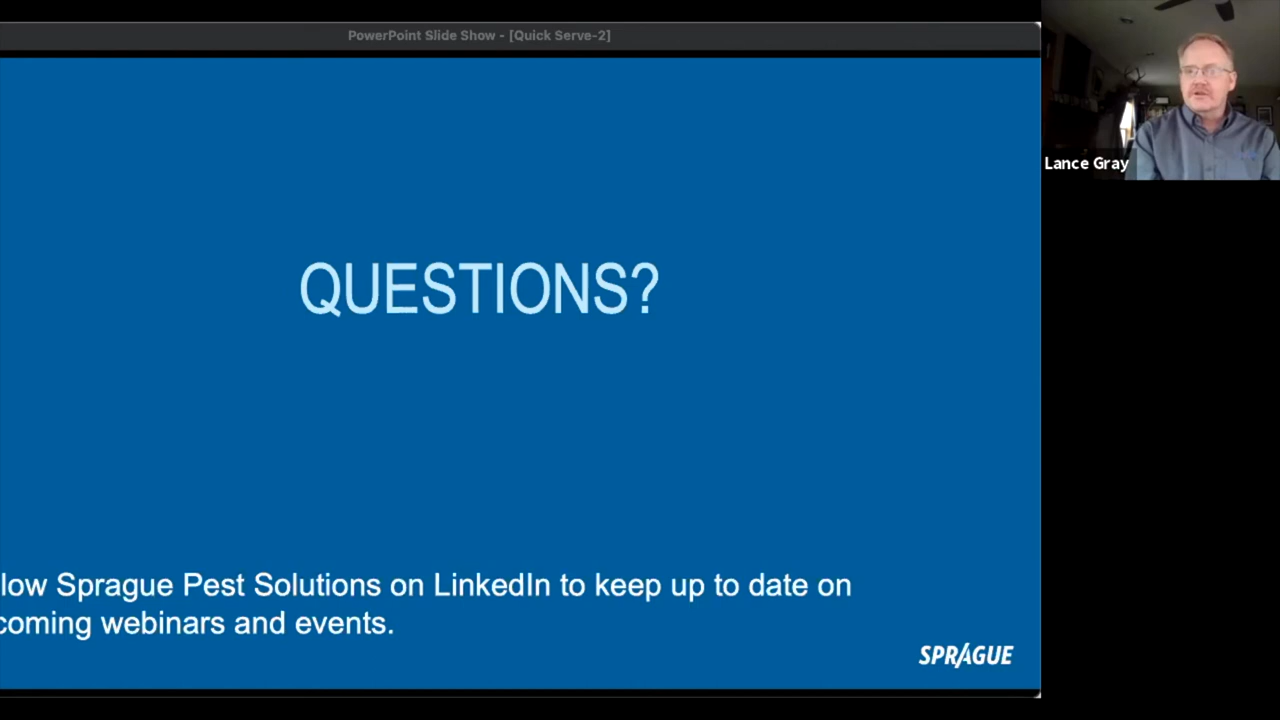 PowerPoint Slide Show - [Quick Serve-2]
Lance Gray
QUESTIONS?
low Sprague Pest Solutions on LinkedIn to keep up to date on
coming webinars and events.
SPRAGUE